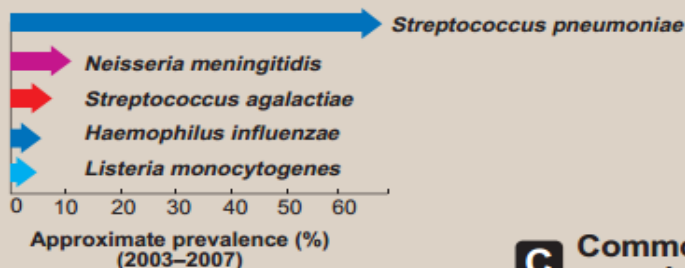 Streptococcus pneumoniae
Neisseria meningitidis
Streptococcus agalactiae
Haemophilus influenzae
Listeria monocytogenes
0 10 20 30 40 50 60
Approximate prevalence (%)
(2003–2007)
C